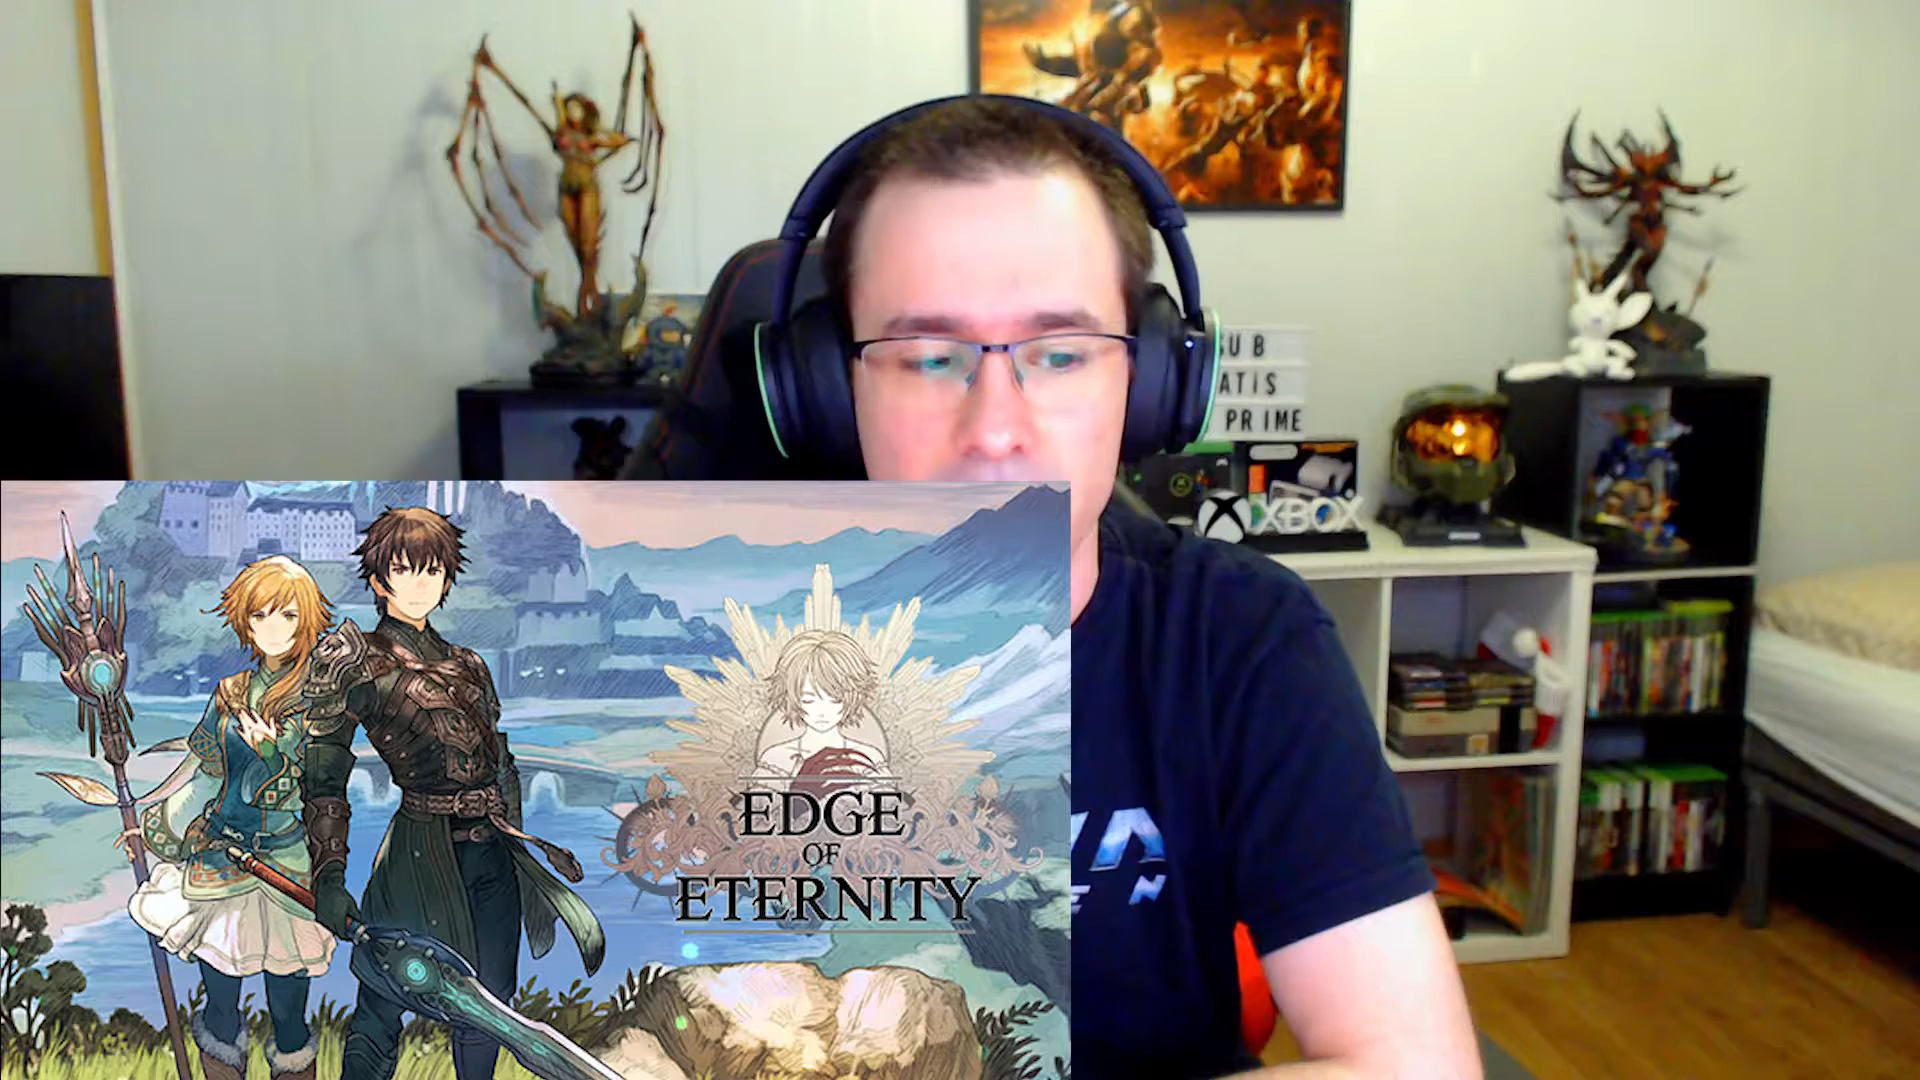 SUB
ATiS
PRIME
XBOX
EDGE
OF
ETERNITY